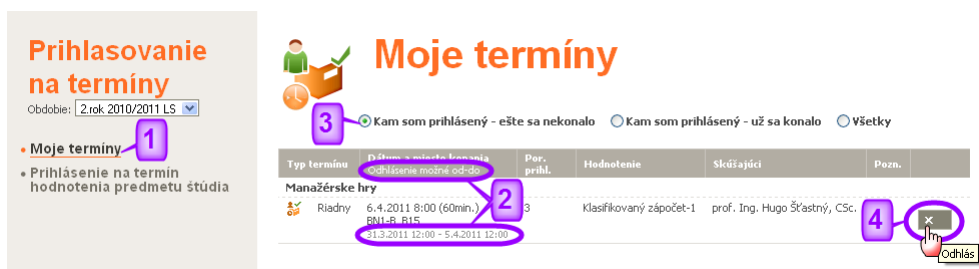 Prihlasovanie
na termíny
Obdobie: 2.rok 2010/2011 LS
1
Moje termíny
Prihlásenie na termín
hodnotenia predmetu štúdia
Moje termíny
3
Kam som prihlásený - ešte sa nekonalo Kam som prihlásený - už sa konalo Všetky
Typ termínu Dátum a miesto konania Por. Hodnotenie Skúšajúci Pozn.
Odhlásenie možné od-do prihl.
Manažérske hry
2
Riadny 6.4.2011 8:00 (60min.) 3 Klasifikovaný zápočet-1 prof. Ing. Hugo Šťastný, CSc.
BN1-B, B15
31.3.2011 12:00 - 5.4.2011 12:00
4
×
Odhlás